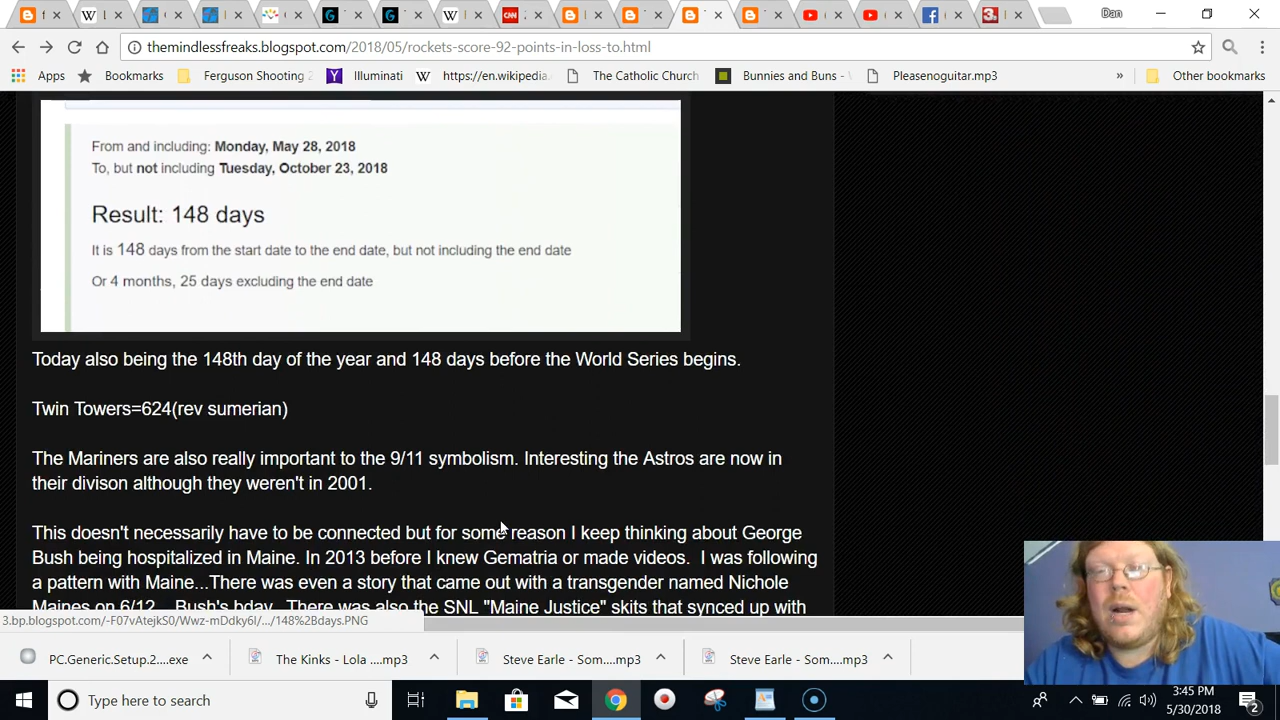 Dan
themindlessfreaks.blogspot.com/2018/05/rockets-score-92-points-in-loss-to.html
Apps Bookmarks Ferguson Shooting 2 Illuminati https://en.wikipedia. The Catholic Church Bunnies and Buns - Pleasenoguitar.mp3 » Other bookmarks
From and including: Monday, May 28, 2018
To, but not including Tuesday, October 23, 2018
Result: 148 days
It is 148 days from the start date to the end date, but not including the end date
Or 4 months, 25 days excluding the end date
Today also being the 148th day of the year and 148 days before the World Series begins.
Twin Towers=624(rev sumerian)
The Mariners are also really important to the 9/11 symbolism. Interesting the Astros are now in
their divison although they weren't in 2001.
This doesn't necessarily have to be connected but for some reason I keep thinking about George
Bush being hospitalized in Maine. In 2013 before I knew Gematria or made videos. I was following
a pattern with Maine...There was even a story that came out with a transgender named Nichole
Maines on 6/12... Bush's bday. There was also the SNL "Maine Justice" skits that synced up with
3.bp.blogspot.com/-F07vAtejkS0/Wwz-mDdky6I/.../148%2Bdays.PNG
PC.Generic.Setup.2....exe The Kinks - Lola ....mp3 Steve Earle - Som....mp3 Steve Earle - Som....mp3
Type here to search
3:45 PM
5/30/2018
2